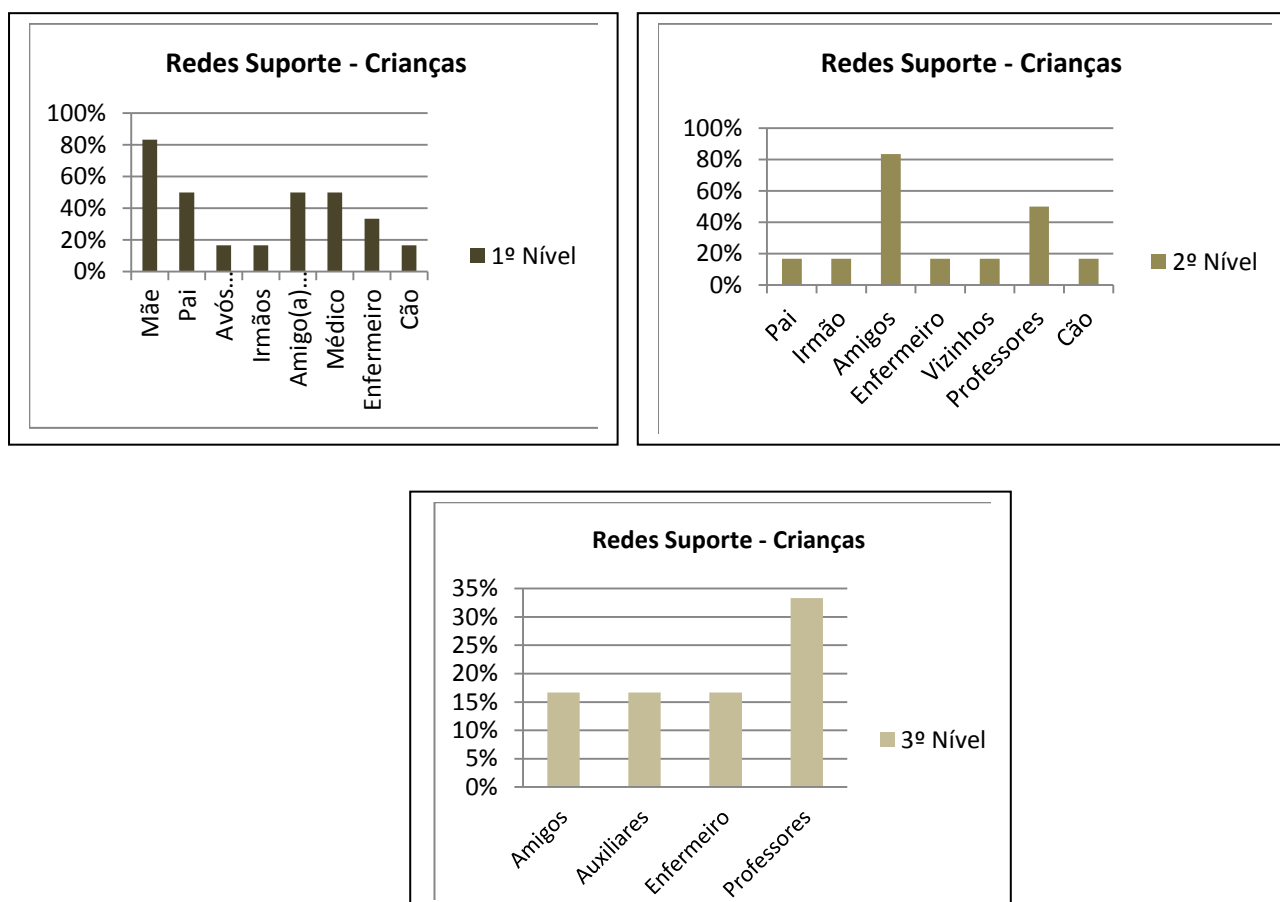 Redes Suporte - Crianças
100%
80%
60%
40%
20%
0%
Mãe
Pai
Avós...
Irmãos
Amigo(a)...
Médico
Enfermeiro
Cão
1º Nível
Redes Suporte - Crianças
100%
80%
60%
40%
20%
0%
Pai
Irmão
Amigos
Enfermeiro
Vizinhos
Professores
Cão
2º Nível
Redes Suporte - Crianças
35%
30%
25%
20%
15%
10%
5%
0%
Amigos
Auxiliares
Enfermeiro
Professores
3º Nível